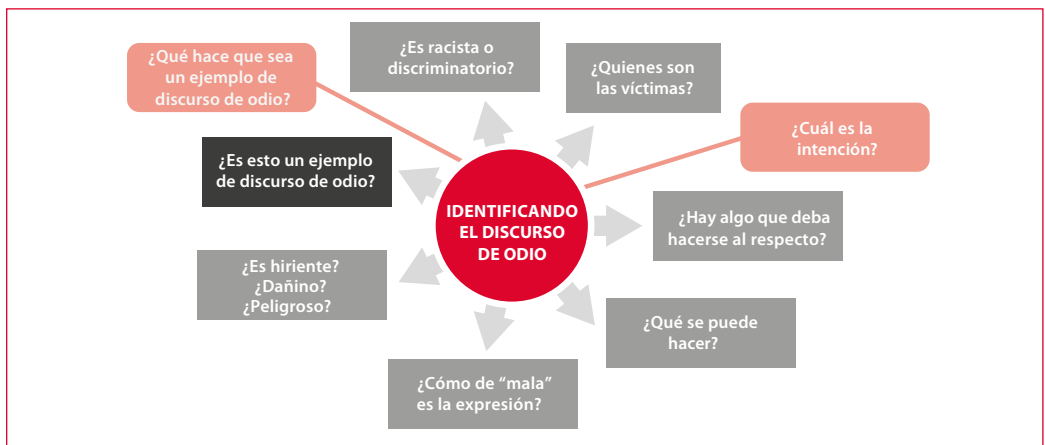 ¿Qué hace que sea
un ejemplo de
discurso de odio?
¿Es racista o
discriminatorio?
¿Quienes son
las víctimas?
¿Cuál es la
intención?
¿Es esto un ejemplo
de discurso de odio?
IDENTIFICANDO
EL DISCURSO
DE ODIO
¿Hay algo que deba
hacerse al respecto?
¿Es hiriente?
¿Dañino?
¿Peligroso?
¿Qué se puede
hacer?
¿Cómo de “mala”
es la expresión?